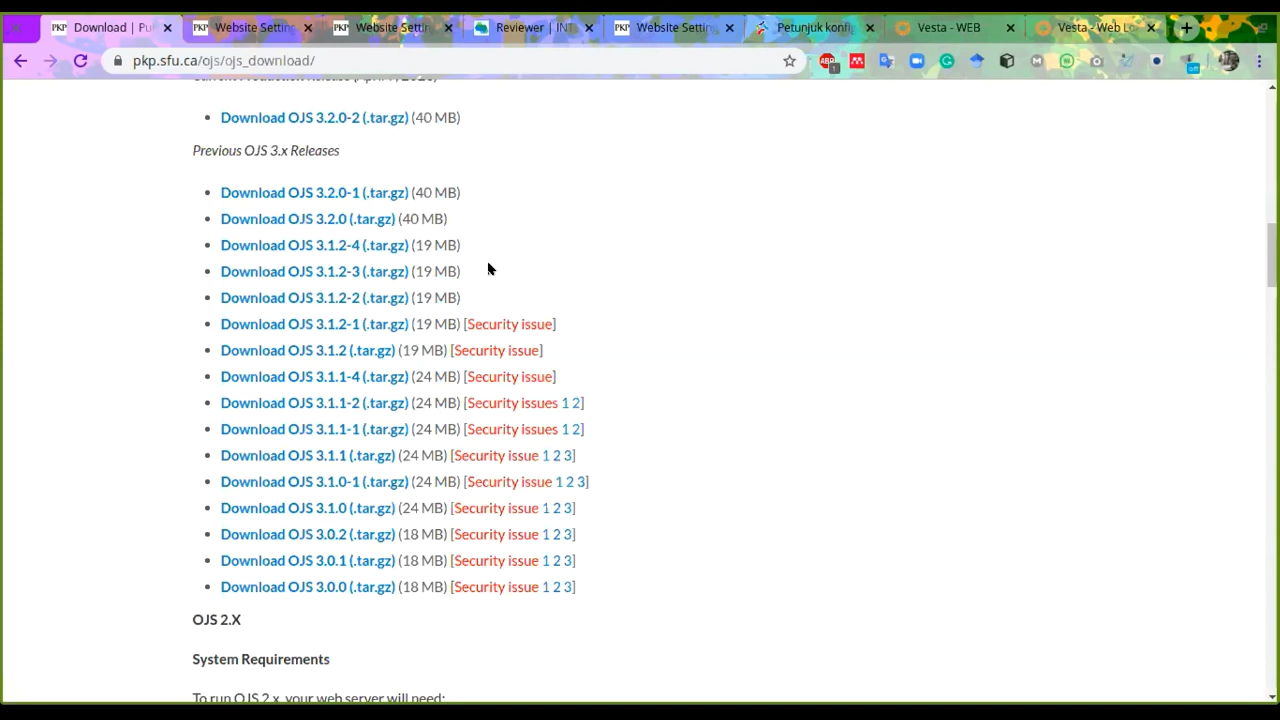 Download | Pu
Website Setting
Website Settin
Reviewer | INT
Website Setting
Petunjuk konfi
Vesta - WEB
Vesta - Web Lo
pkp.sfu.ca/ojs/ojs_download/
Download OJS 3.2.0-2 (.tar.gz) (40 MB)
Previous OJS 3.x Releases
Download OJS 3.2.0-1 (.tar.gz) (40 MB)
Download OJS 3.2.0 (.tar.gz) (40 MB)
Download OJS 3.1.2-4 (.tar.gz) (19 MB)
Download OJS 3.1.2-3 (.tar.gz) (19 MB)
Download OJS 3.1.2-2 (.tar.gz) (19 MB)
Download OJS 3.1.2-1 (.tar.gz) (19 MB) [Security issue]
Download OJS 3.1.2 (.tar.gz) (19 MB) [Security issue]
Download OJS 3.1.1-4 (.tar.gz) (24 MB) [Security issue]
Download OJS 3.1.1-2 (.tar.gz) (24 MB) [Security issues 1 2]
Download OJS 3.1.1-1 (.tar.gz) (24 MB) [Security issues 1 2]
Download OJS 3.1.1 (.tar.gz) (24 MB) [Security issue 1 2 3]
Download OJS 3.1.0-1 (.tar.gz) (24 MB) [Security issue 1 2 3]
Download OJS 3.1.0 (.tar.gz) (24 MB) [Security issue 1 2 3]
Download OJS 3.0.2 (.tar.gz) (18 MB) [Security issue 1 2 3]
Download OJS 3.0.1 (.tar.gz) (18 MB) [Security issue 1 2 3]
Download OJS 3.0.0 (.tar.gz) (18 MB) [Security issue 1 2 3]
OJS 2.X
System Requirements
To run OJS 2.x, your web server will need: